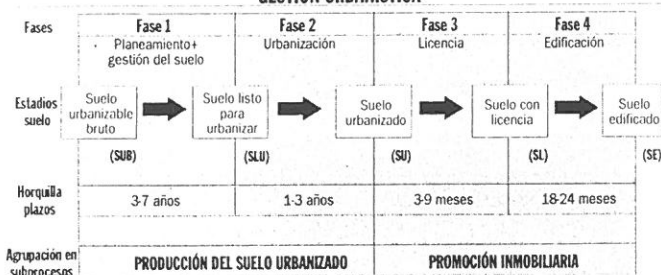 Fases
Fase 1
Planeamiento+
gestión del suelo
Fase 2
Urbanización
Fase 3
Licencia
Fase 4
Edificación
Estadios
suelo
Suelo
urbanizable
bruto
Suelo listo
para
urbanizar
Suelo
urbanizado
Suelo con
licencia
Suelo
edificado
(SUB)
(SLU)
(SU)
(SL)
(SE)
Horquilla
plazos
3-7 años
1-3 años
3-9 meses
18-24 meses
Agrupación en
subprocesos
PRODUCCIÓN DEL SUELO URBANIZADO
PROMOCIÓN INMOBILIARIA